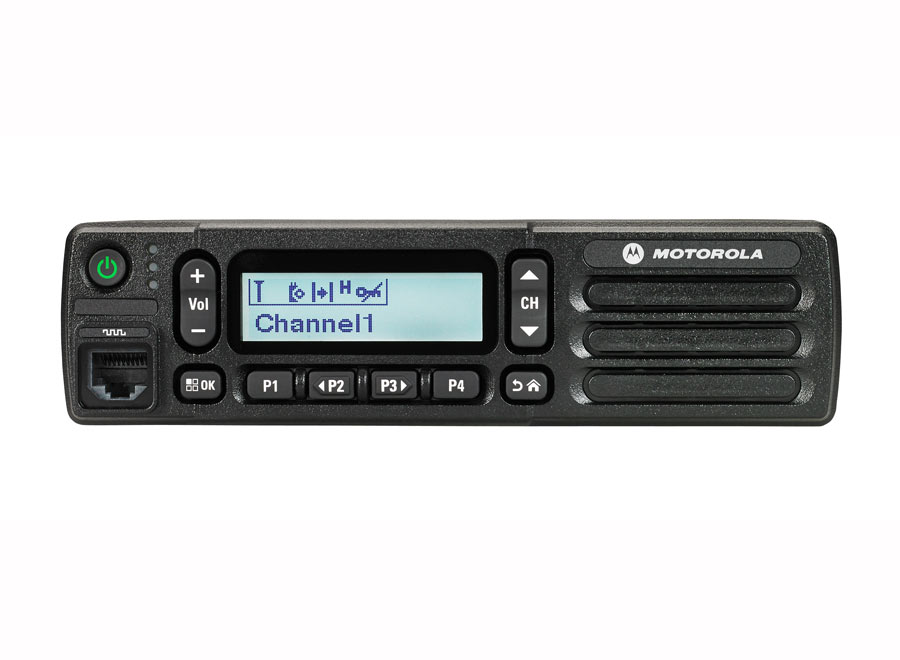 MOTOROLA
+
Vol
−
H
Channel1
CH
OK
P1
P2
P3
P4